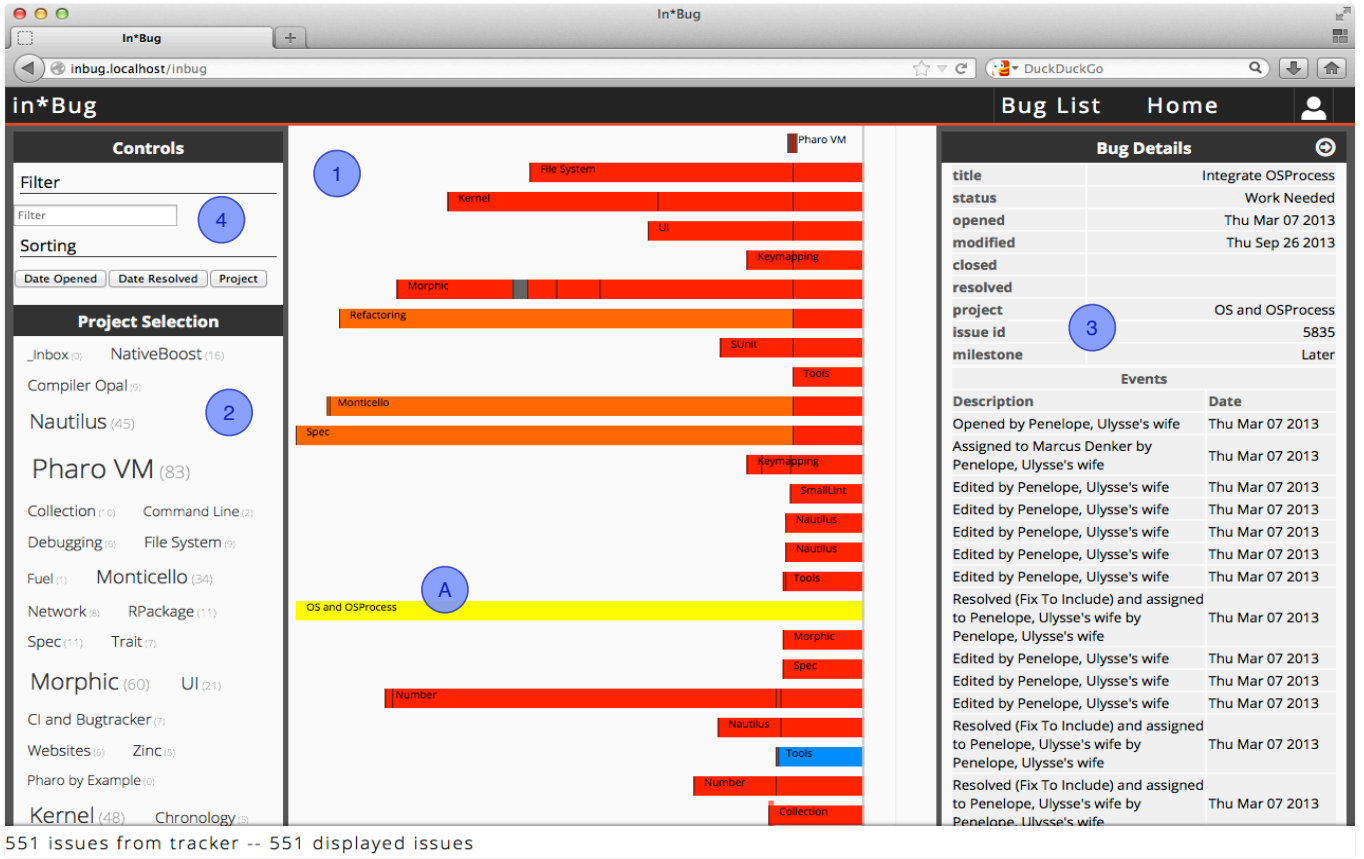 In*Bug
In*Bug
inbug.localhost/inbug
DuckDuckGo
in*Bug
Bug List Home
Controls
Filter
Filter
4
Sorting
Date Opened Date Resolved Project
Project Selection
_Inbox (0) NativeBoost (16)
Compiler Opal (9)
2
Nautilus (45)
Pharo VM (83)
Collection (10) Command Line (2)
Debugging (6) File System (9)
Fuel (1) Monticello (34)
Network (8) RPackage (11)
Spec (11) Trait (7)
Morphic (60) UI (21)
CI and Bugtracker (7)
Websites (6) Zinc (5)
Pharo by Example (0)
Kernel (48) Chronology (5)
1
Pharo VM
File System
Kernel
UI
Keymapping
Morphic
Refactoring
SUnit
Tools
Monticello
Spec
Keymapping
SmallLint
Nautilus
Nautilus
Tools
A
OS and OSProcess
Morphic
Spec
Number
Nautilus
Tools
Number
Collection
Bug Details
title Integrate OSProcess
status Work Needed
opened Thu Mar 07 2013
modified Thu Sep 26 2013
closed
resolved
project OS and OSProcess
3
issue id 5835
milestone Later
Events
Description Date
Opened by Penelope, Ulysse's wife Thu Mar 07 2013
Assigned to Marcus Denker by
Penelope, Ulysse's wife Thu Mar 07 2013
Edited by Penelope, Ulysse's wife Thu Mar 07 2013
Edited by Penelope, Ulysse's wife Thu Mar 07 2013
Edited by Penelope, Ulysse's wife Thu Mar 07 2013
Edited by Penelope, Ulysse's wife Thu Mar 07 2013
Edited by Penelope, Ulysse's wife Thu Mar 07 2013
Resolved (Fix To Include) and assigned
to Penelope, Ulysse's wife by Thu Mar 07 2013
Penelope, Ulysse's wife
Edited by Penelope, Ulysse's wife Thu Mar 07 2013
Edited by Penelope, Ulysse's wife Thu Mar 07 2013
Edited by Penelope, Ulysse's wife Thu Mar 07 2013
Resolved (Fix To Include) and assigned
to Penelope, Ulysse's wife by Thu Mar 07 2013
Penelope, Ulysse's wife
Resolved (Fix To Include) and assigned
to Penelope, Ulysse's wife by Thu Mar 07 2013
Penelope, Ulysse's wife
551 issues from tracker -- 551 displayed issues